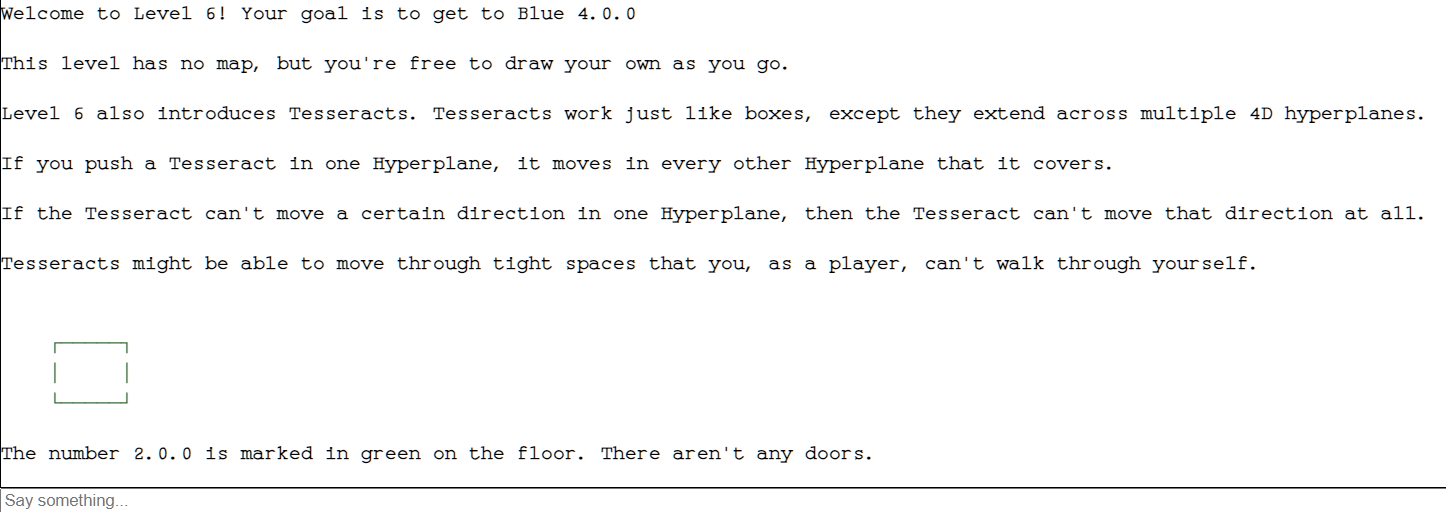 Welcome to Level 6! Your goal is to get to Blue 4.0.0
This level has no map, but you're free to draw your own as you go.
Level 6 also introduces Tesseracts. Tesseracts work just like boxes, except they extend across multiple 4D hyperplanes.
If you push a Tesseract in one Hyperplane, it moves in every other Hyperplane that it covers.
If the Tesseract can't move a certain direction in one Hyperplane, then the Tesseract can't move that direction at all.
Tesseracts might be able to move through tight spaces that you, as a player, can't walk through yourself.
The number 2.0.0 is marked in green on the floor. There aren't any doors.
Say something...